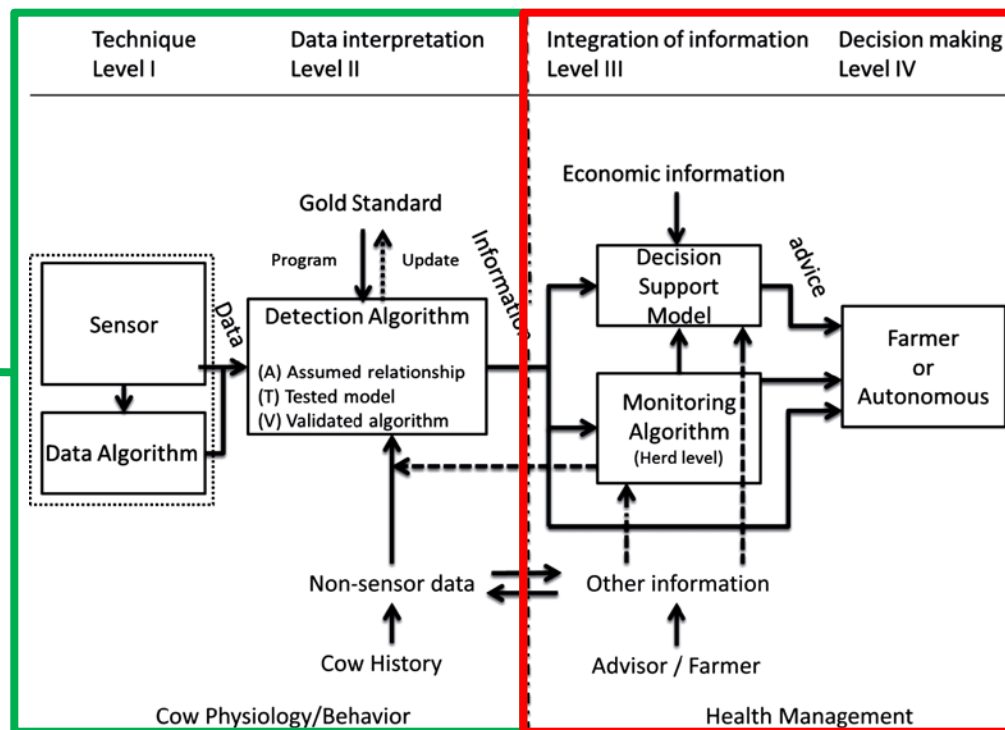 Technique
Level I
Data interpretation
Level II
Integration of information
Level III
Decision making
Level IV
Economic information
Gold Standard
Program
Update
Information
advice
Sensor
Data
Data Algorithm
Detection Algorithm
(A) Assumed relationship
(T) Tested model
(V) Validated algorithm
Decision
Support
Model
Monitoring
Algorithm
(Herd level)
Farmer
or
Autonomous
Non-sensor data
Other information
Cow History
Advisor / Farmer
Cow Physiology/Behavior
Health Management